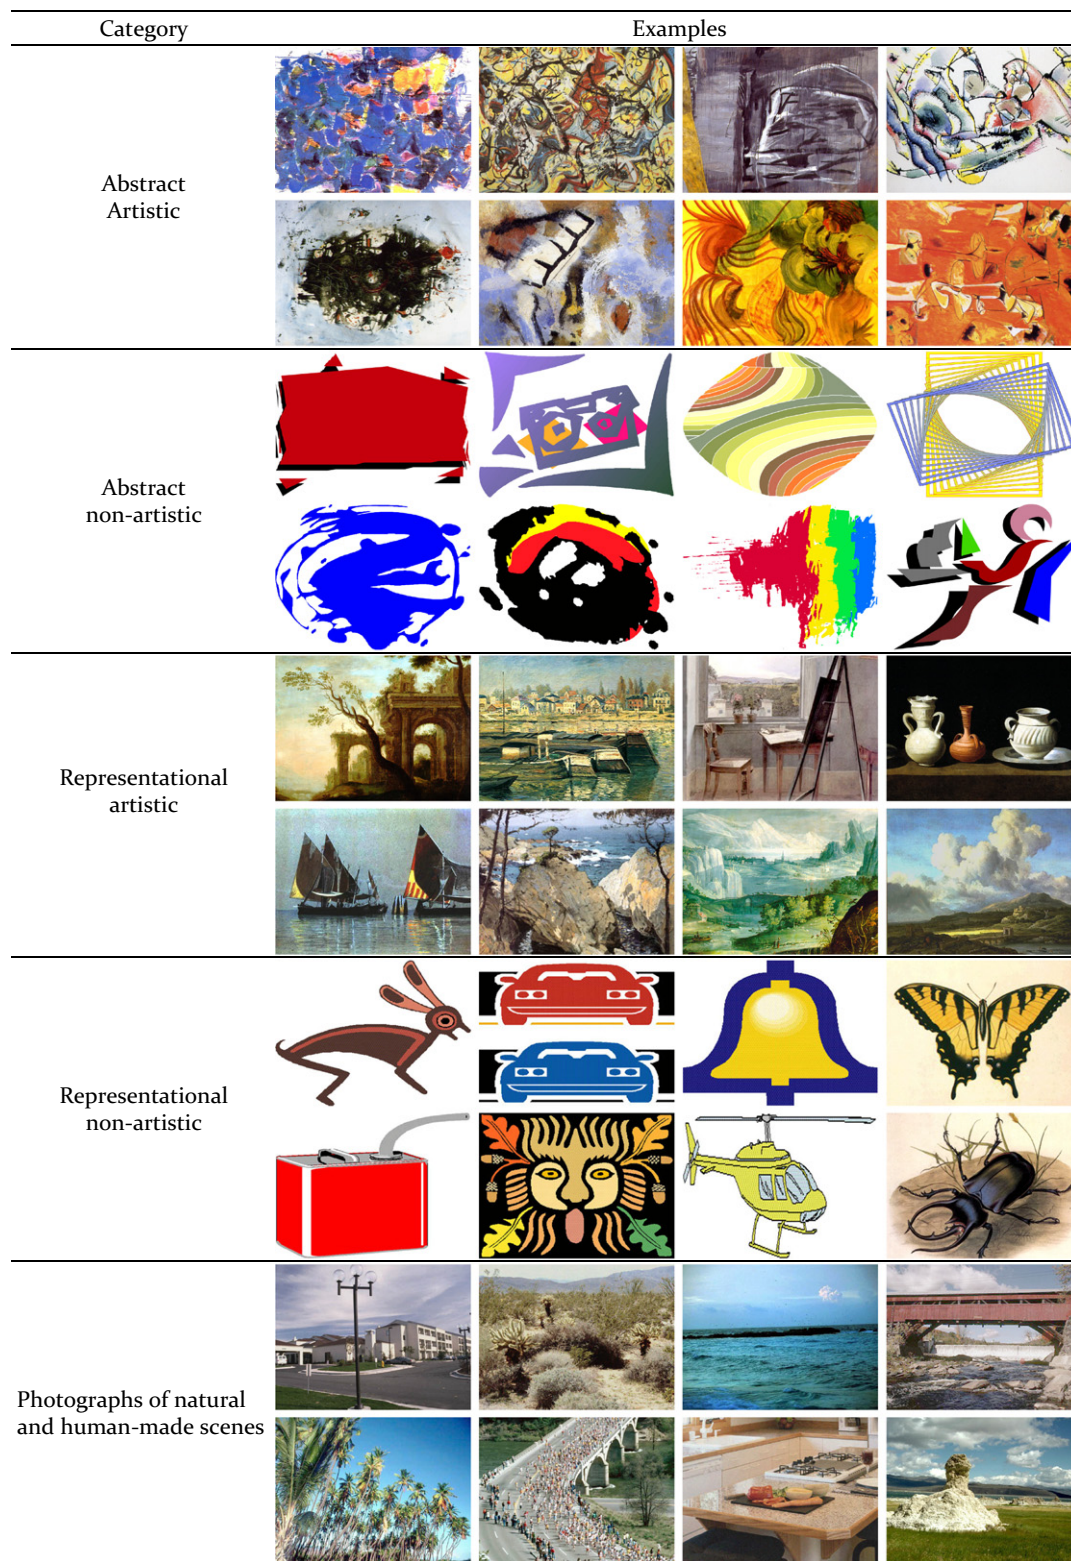 Category
Examples
Abstract
Artistic
Abstract
non-artistic
Representational
artistic
Representational
non-artistic
Photographs of natural
and human-made scenes